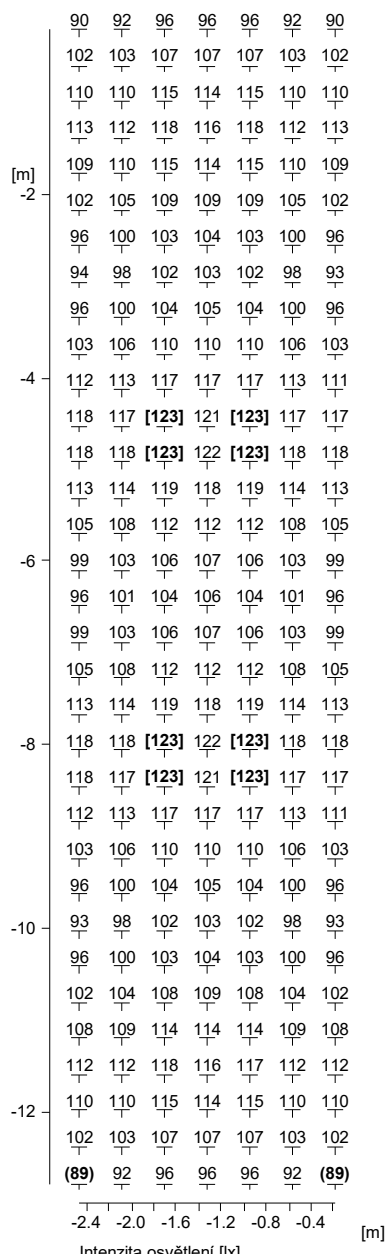 90 92 96 96 96 92 90
102 103 107 107 107 103 102
110 110 115 114 115 110 110
113 112 118 116 118 112 113
109 110 115 114 115 110 109
[m]
-2
102 105 109 109 109 105 102
96 100 103 104 103 100 96
94 98 102 103 102 98 93
96 100 104 105 104 100 96
103 106 110 110 110 106 103
-4
112 113 117 117 117 113 111
118 117 [123] 121 [123] 117 117
118 118 [123] 122 [123] 118 118
113 114 119 118 119 114 113
105 108 112 112 112 108 105
-6
99 103 106 107 106 103 99
96 101 104 106 104 101 96
99 103 106 107 106 103 99
105 108 112 112 112 108 105
113 114 119 118 119 114 113
-8
118 118 [123] 122 [123] 118 118
118 117 [123] 121 [123] 117 117
112 113 117 117 117 113 111
103 106 110 110 110 106 103
96 100 104 105 104 100 96
-10
93 98 102 103 102 98 93
96 100 103 104 103 100 96
102 104 108 109 108 104 102
108 109 114 114 114 109 108
112 112 118 116 117 112 112
-12
110 110 115 114 115 110 110
102 103 107 107 107 103 102
(89) 92 96 96 96 92 (89)
-2.4 -2.0 -1.6 -1.2 -0.8 -0.4
[m]
Intenzita osvětlení [lx]